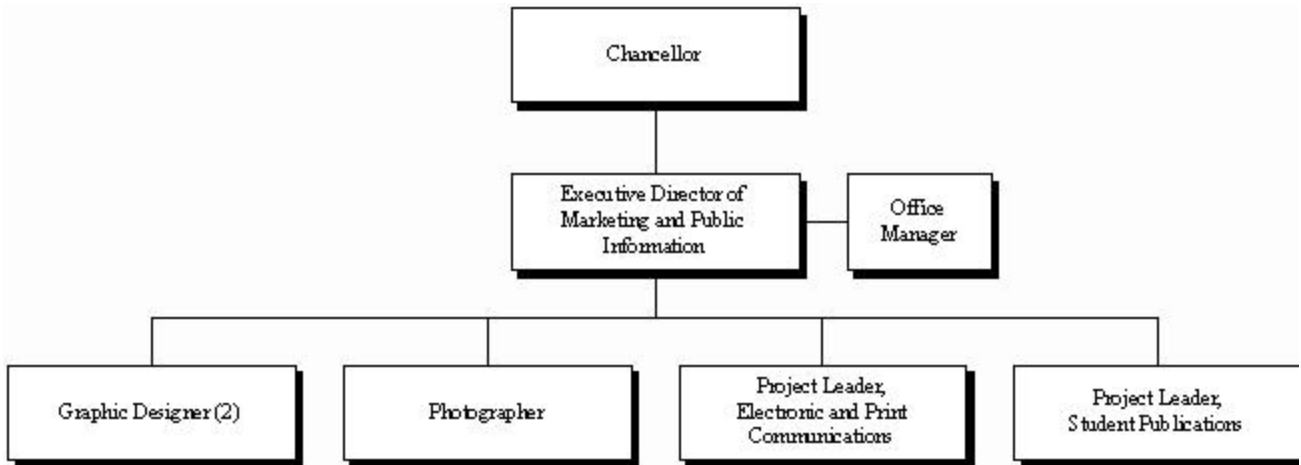 Chancellor
Executive Director of
Marketing and Public
Information
Office
Manager
Graphic Designer (2)
Photographer
Project Leader,
Electronic and Print
Communications
Project Leader,
Student Publications